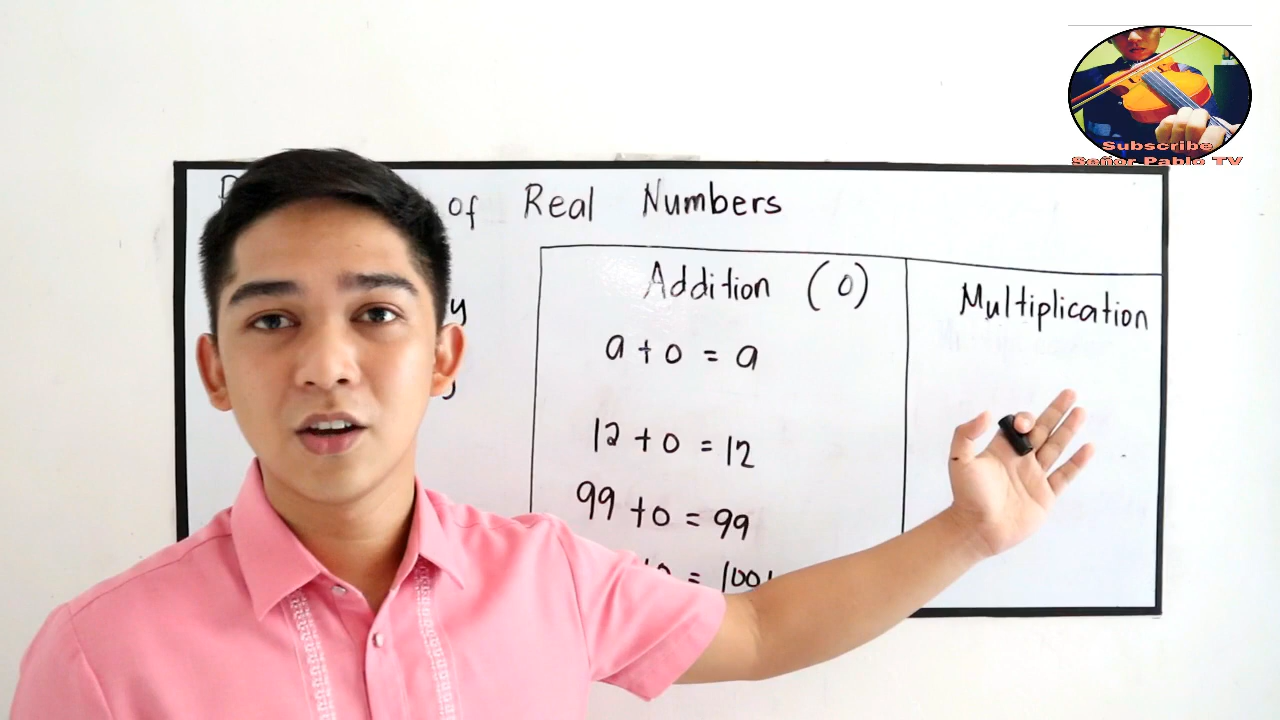 Subscribe
Señor Pablo TV
of Real Numbers
Addition (0)
Multiplication
a + 0 = a
12 + 0 = 12
99 + 0 = 99